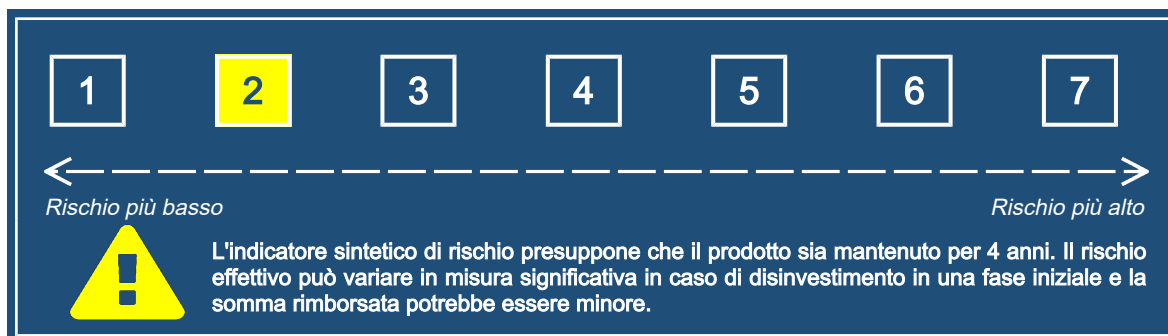 1 2 3 4 5 6 7
Rischio più basso Rischio più alto
L'indicatore sintetico di rischio presuppone che il prodotto sia mantenuto per 4 anni. Il rischio
effettivo può variare in misura significativa in caso di disinvestimento in una fase iniziale e la
somma rimborsata potrebbe essere minore.